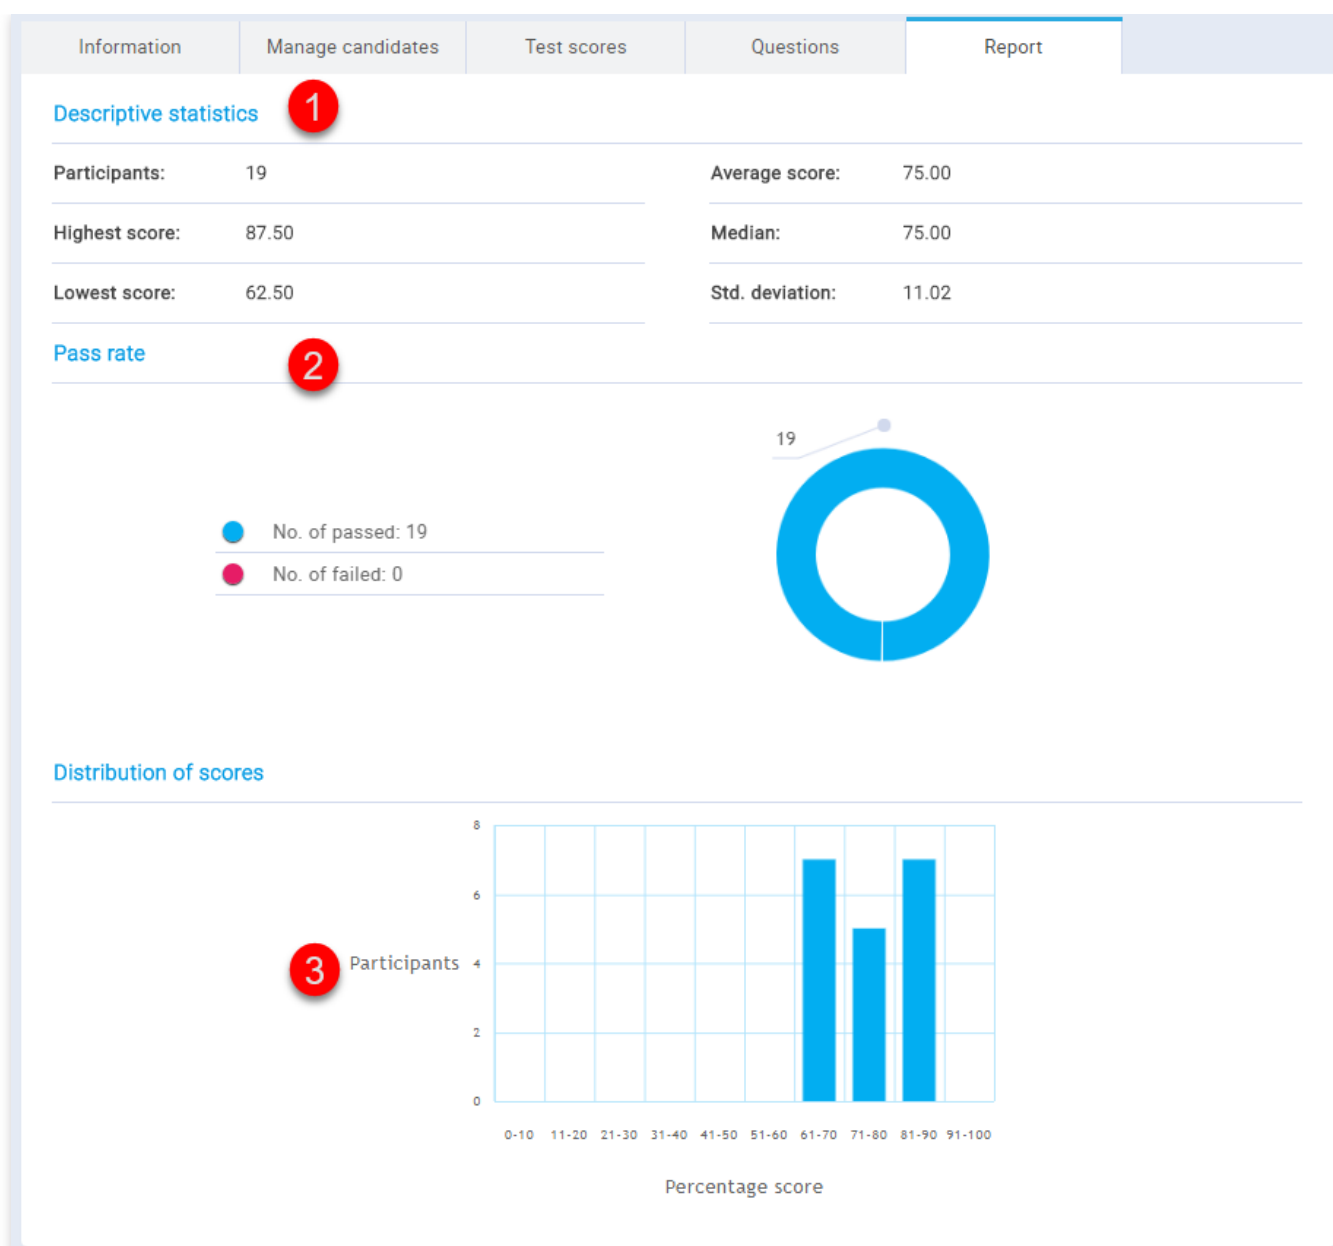 Information Manage candidates Test scores Questions Report
Descriptive statistics 1
Participants: 19 Average score: 75.00
Highest score: 87.50 Median: 75.00
Lowest score: 62.50 Std. deviation: 11.02
Pass rate 2
19
No. of passed: 19
No. of failed: 0
Distribution of scores
8
6
3 Participants 4
2
0
0-10 11-20 21-30 31-40 41-50 51-60 61-70 71-80 81-90 91-100
Percentage score